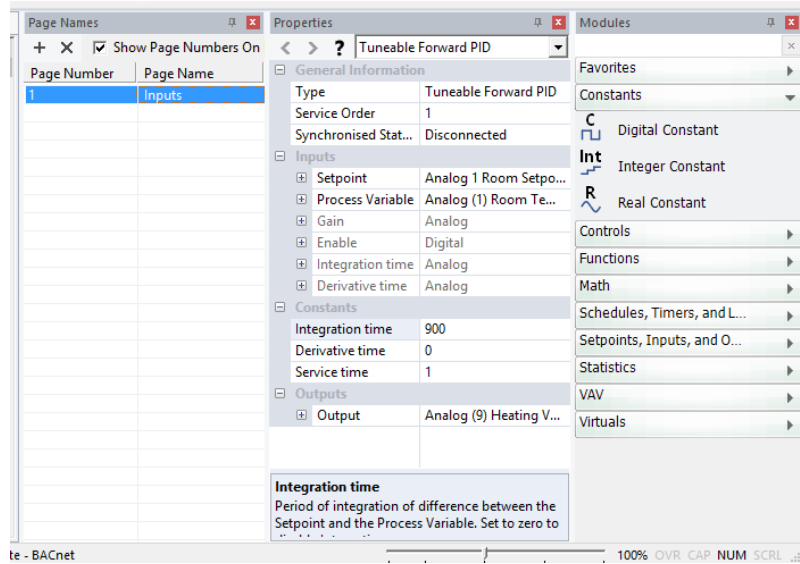 Page Names
Show Page Numbers On
Page Number Page Name
1 Inputs
Properties
? Tuneable Forward PID
General Information
Type Tuneable Forward PID
Service Order 1
Synchronised Stat... Disconnected
Inputs
Setpoint Analog 1 Room Setpo...
Process Variable Analog (1) Room Te...
Gain Analog
Enable Digital
Integration time Analog
Derivative time Analog
Constants
Integration time 900
Derivative time 0
Service time 1
Outputs
Output Analog (9) Heating V...
Integration time
Period of integration of difference between the
Setpoint and the Process Variable. Set to zero to
Modules
Favorites
Constants
C Digital Constant
Int Integer Constant
R Real Constant
Controls
Functions
Math
Schedules, Timers, and L...
Setpoints, Inputs, and O...
Statistics
VAV
Virtuals
te - BACnet 100% OVR CAP NUM SCRL